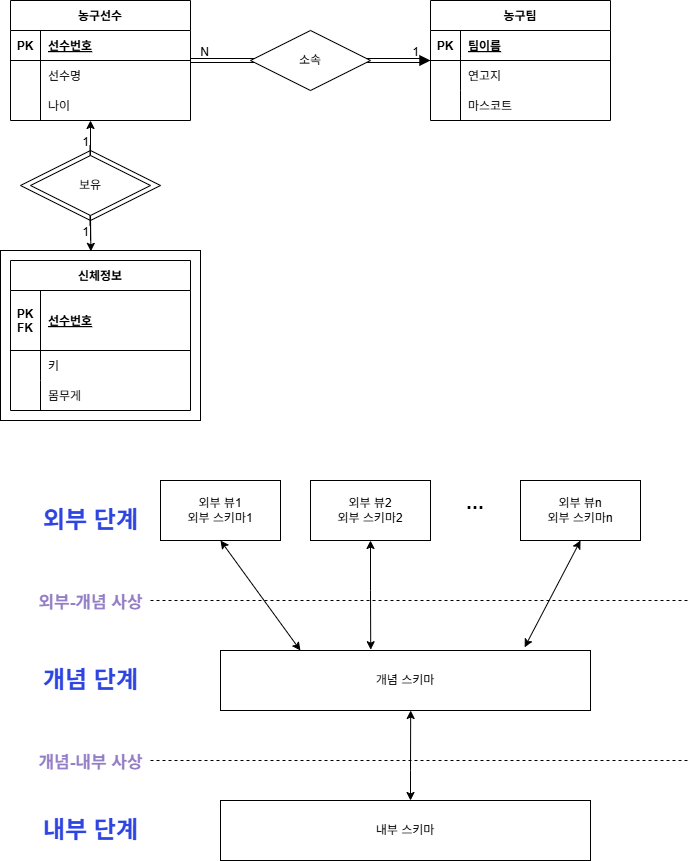 농구선수
PK 선수번호
선수명
나이
N
소속
1
농구팀
PK 팀이름
연고지
마스코트
1
보유
1
신체정보
PK
FK
선수번호
키
몸무게
외부 단계
외부 뷰1
외부 스키마1
외부 뷰2
외부 스키마2
...
외부 뷰n
외부 스키마n
외부-개념 사상
개념 단계
개념 스키마
개념-내부 사상
내부 단계
내부 스키마